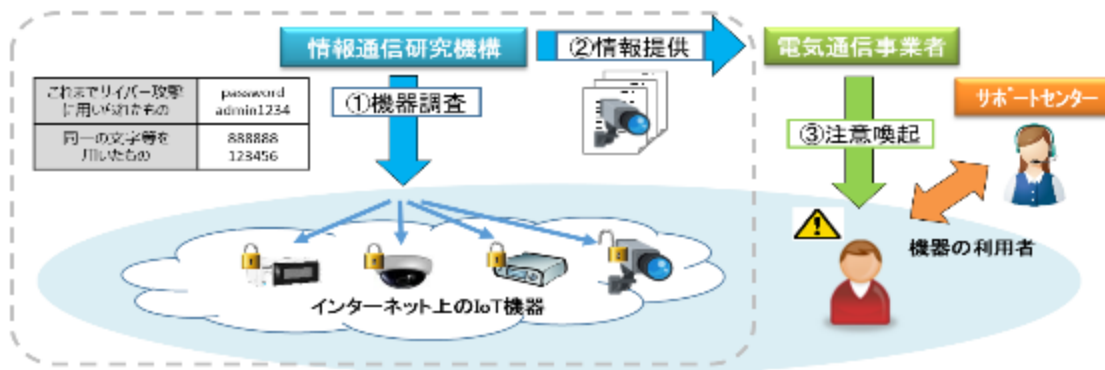 情報通信研究機構
②情報提供
電気通信事業者
これまでサイバー攻撃
に用いられたもの
password
admin1234
同一の文字等を
用いたもの
888888
123456
①機器調査
③注意喚起
サポートセンター
機器の利用者
インターネット上のIoT機器